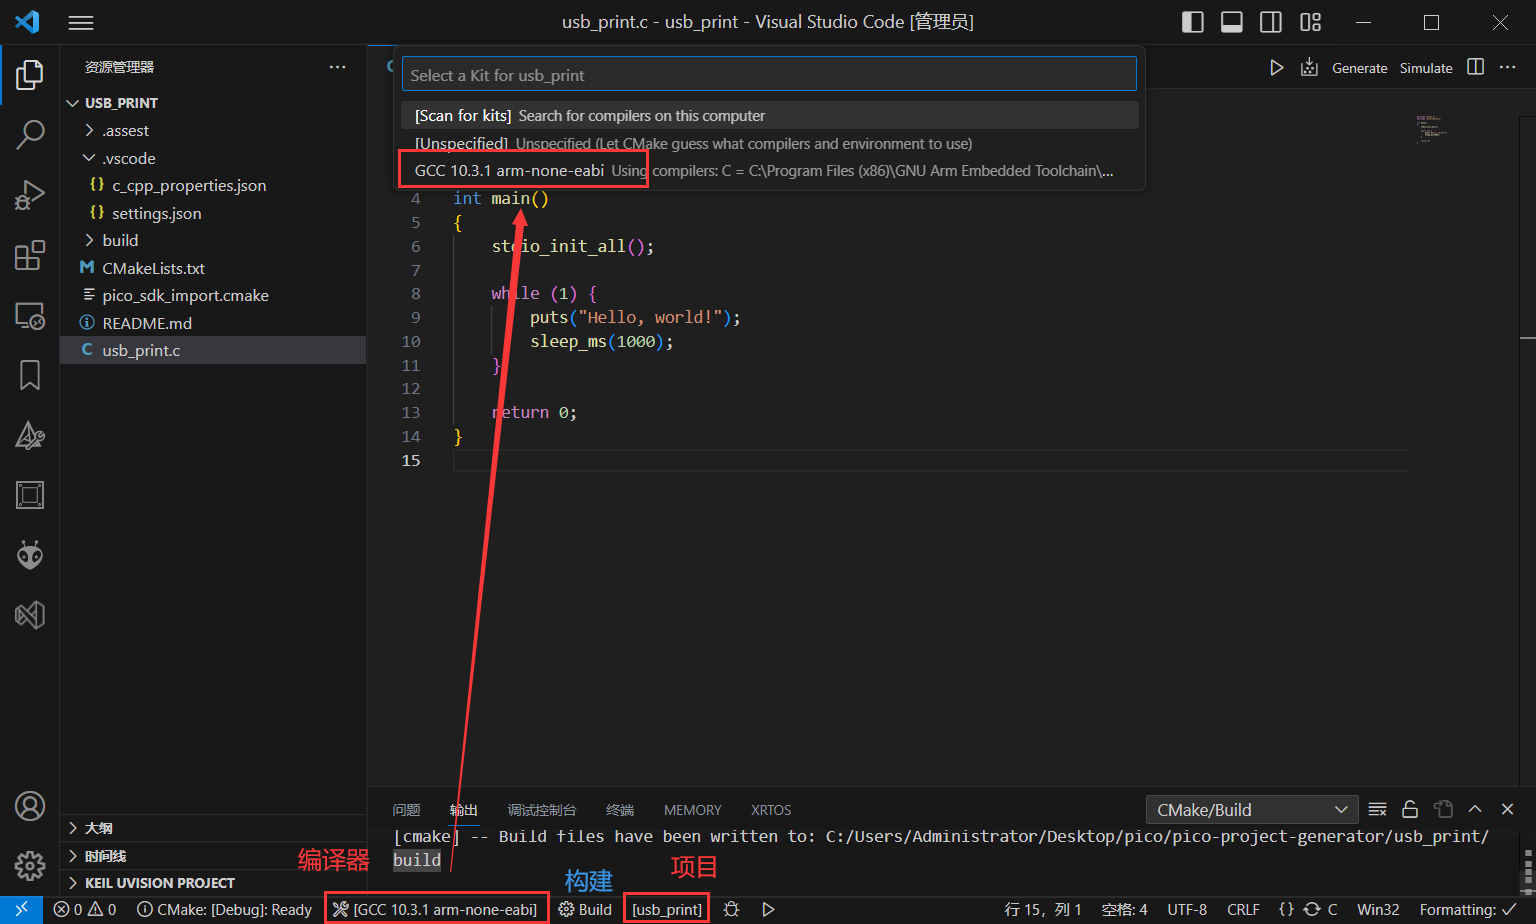 usb_print.c - usb_print - Visual Studio Code [管理员]
资源管理器
USB_PRINT
.assest
.vscode
c_cpp_properties.json
settings.json
build
CMakeLists.txt
pico_sdk_import.cmake
README.md
C usb_print.c
大纲
时间线
KEIL UVISION PROJECT
Generate Simulate
Select a Kit for usb_print
[Scan for kits] Search for compilers on this computer
[Unspecified] Unspecified (Let CMake guess what compilers and environment to use)
GCC 10.3.1 arm-none-eabi Using compilers: C = C:\Program Files (x86)\GNU Arm Embedded Toolchain\...
4 int main()
5 {
6 stdio_init_all();
7
8 while (1) {
9 puts("Hello, world!");
10 sleep_ms(1000);
11 }
12
13 return 0;
14 }
15
问题 输出 调试控制台 终端 MEMORY XRTOS
CMake/Build
[cmake] -- Build files have been written to: C:/Users/Administrator/Desktop/pico/pico-project-generator/usb_print/
build
编译器
构建
项目
0 0 CMake: [Debug]: Ready [GCC 10.3.1 arm-none-eabi] Build [usb_print]
行 15，列 1 空格: 4 UTF-8 CRLF {} C Win32 Formatting: ✓